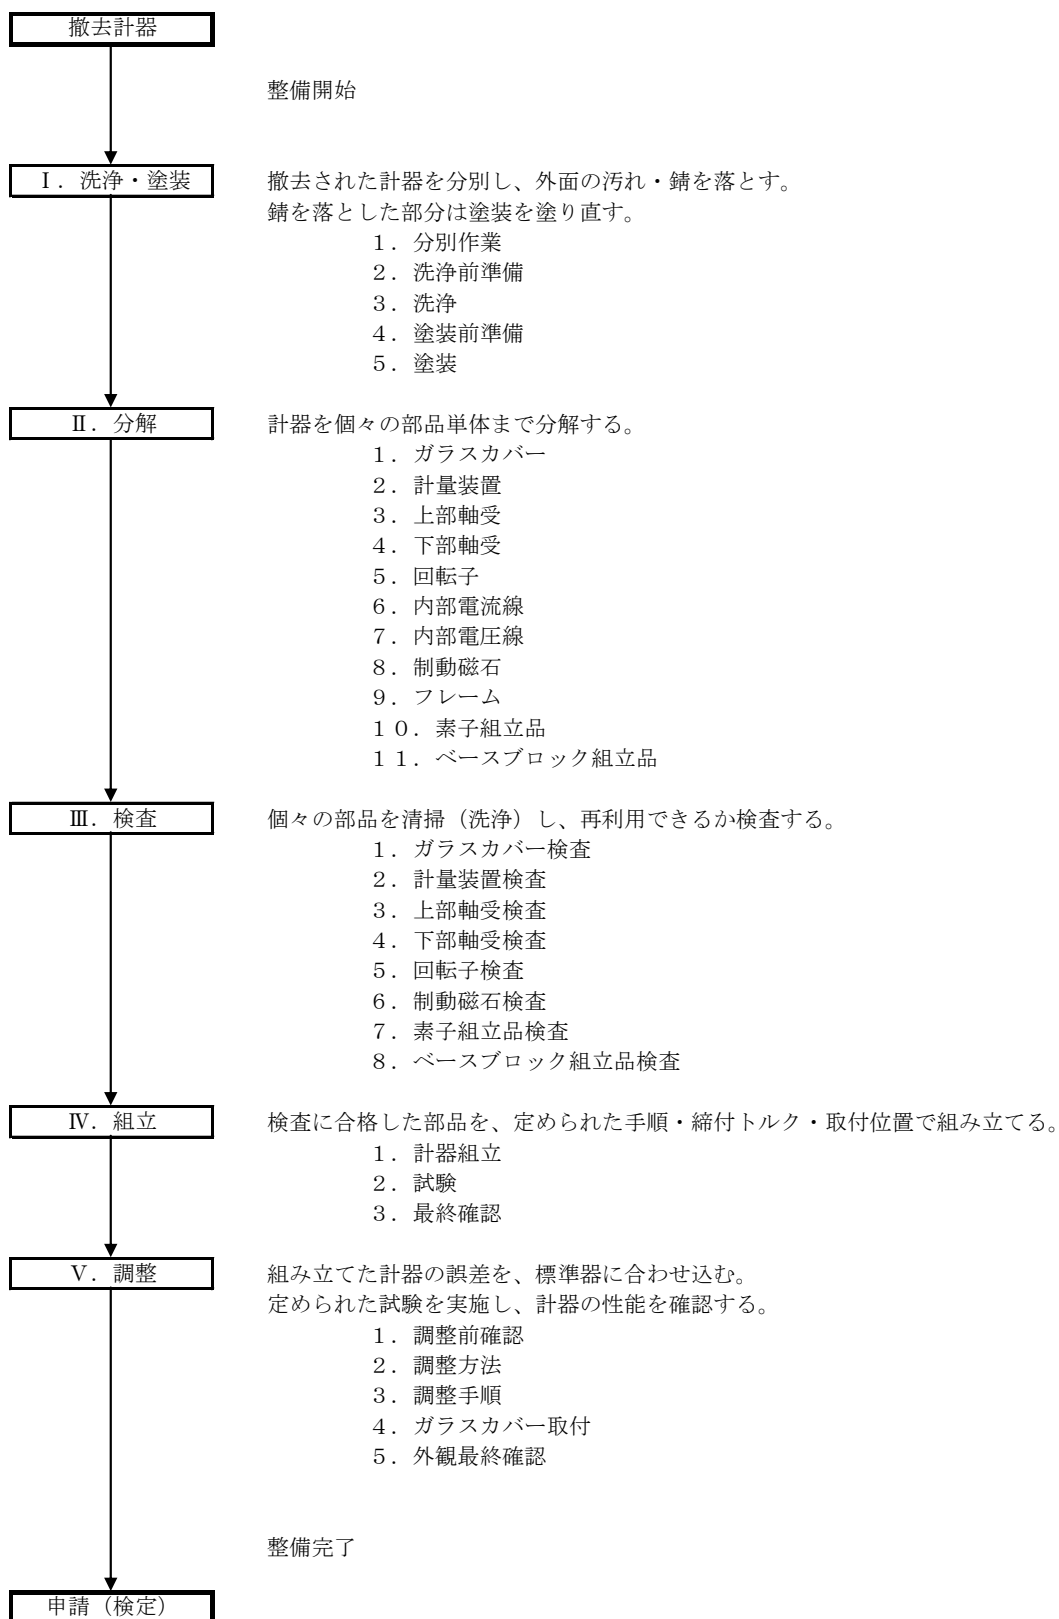 撤去計器
整備開始
Ⅰ．洗浄・塗装
撤去された計器を分別し、外面の汚れ・錆を落とす。
錆を落とした部分は塗装を塗り直す。
１．分別作業
２．洗浄前準備
３．洗浄
４．塗装前準備
５．塗装
Ⅱ．分解
計器を個々の部品単体まで分解する。
１．ガラスカバー
２．計量装置
３．上部軸受
４．下部軸受
５．回転子
６．内部電流線
７．内部電圧線
８．制動磁石
９．フレーム
１０．素子組立品
１１．ベースブロック組立品
Ⅲ．検査
個々の部品を清掃（洗浄）し、再利用できるか検査する。
１．ガラスカバー検査
２．計量装置検査
３．上部軸受検査
４．下部軸受検査
５．回転子検査
６．制動磁石検査
７．素子組立品検査
８．ベースブロック組立品検査
Ⅳ．組立
検査に合格した部品を、定められた手順・締付トルク・取付位置で組み立てる。
１．計器組立
２．試験
３．最終確認
Ⅴ．調整
組み立てた計器の誤差を、標準器に合わせ込む。
定められた試験を実施し、計器の性能を確認する。
１．調整前確認
２．調整方法
３．調整手順
４．ガラスカバー取付
５．外観最終確認
整備完了
申請（検定）